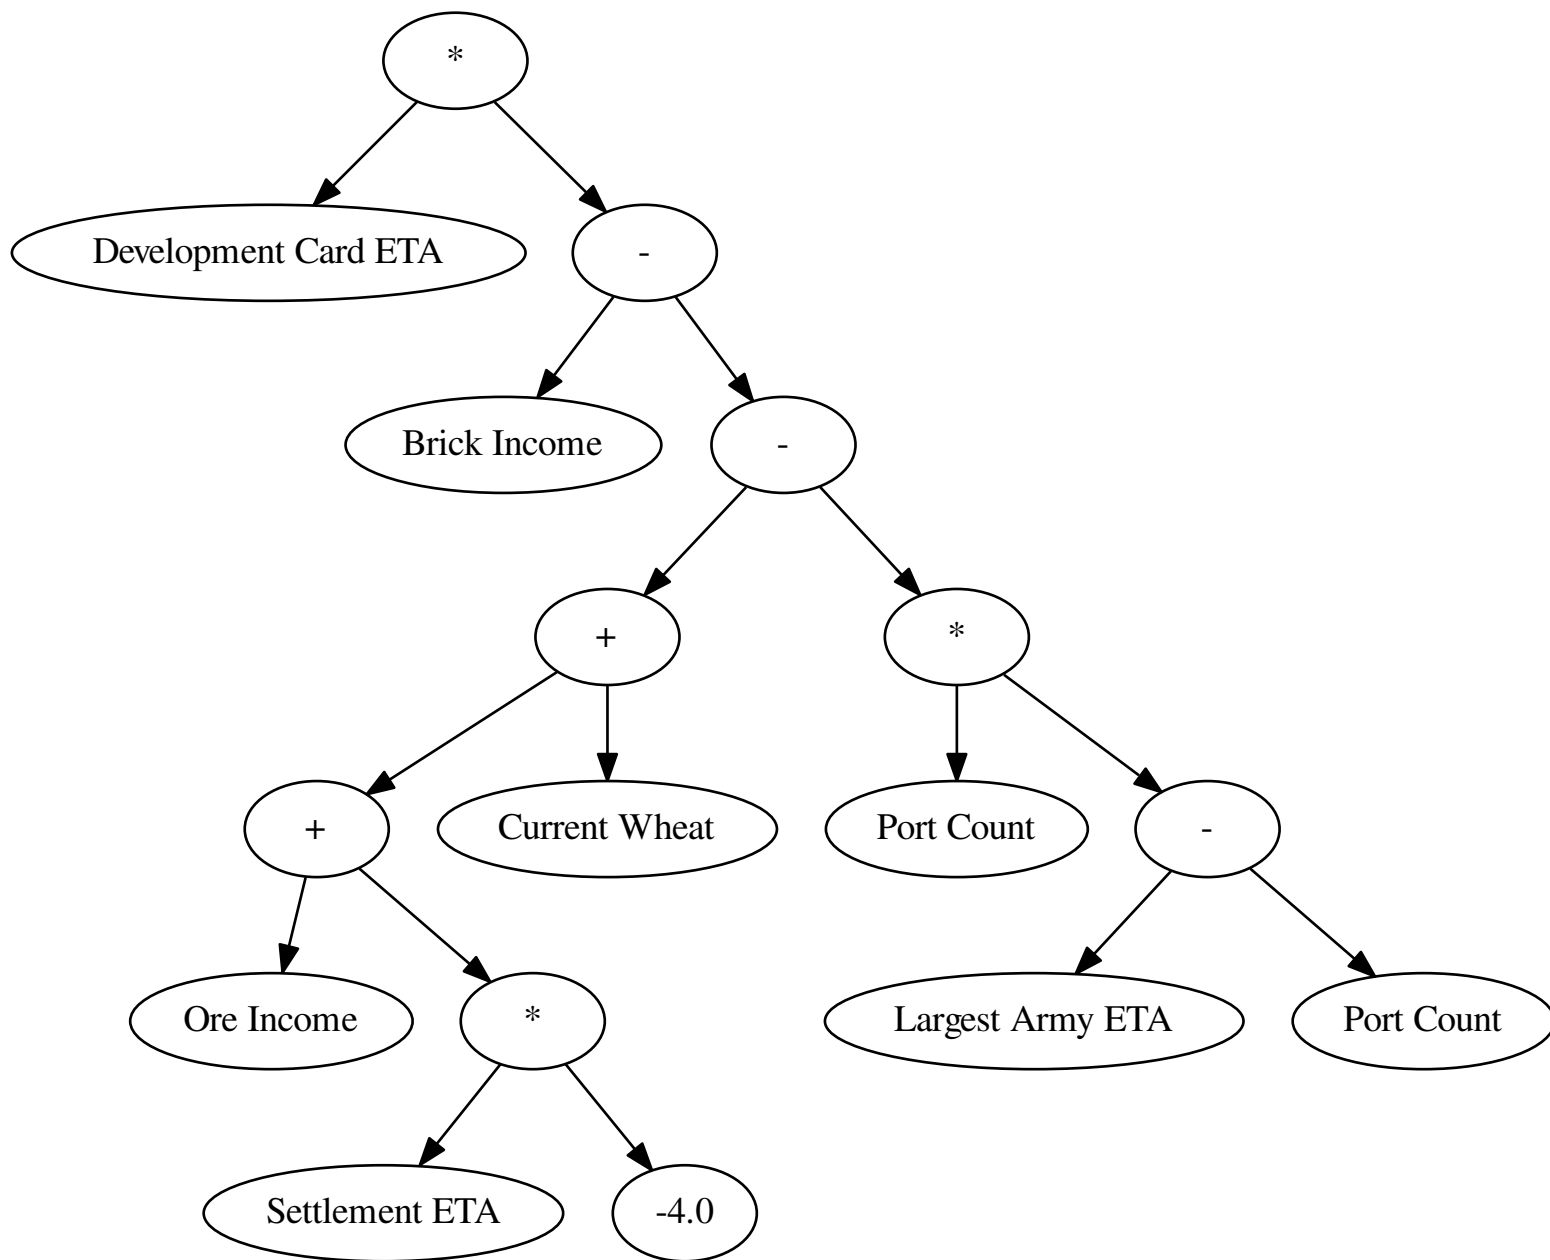 *
Development Card ETA
-
Brick Income
-
+
*
+
Current Wheat
Port Count
-
Ore Income
*
Largest Army ETA
Port Count
Settlement ETA
-4.0